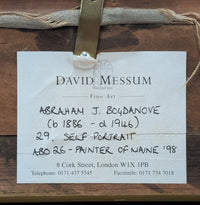 DAVID MESSUM
Fine Art
ABRAHAM J. BOGDANOVE
(b 1886 - d 1946)
29. SELF PORTRAIT
ABO 26 - PAINTER OF MAINE '98
8 Cork Street, London W1X 1PB
Telephone: 0171 437 5545 Facsimile: 0171 734 7018